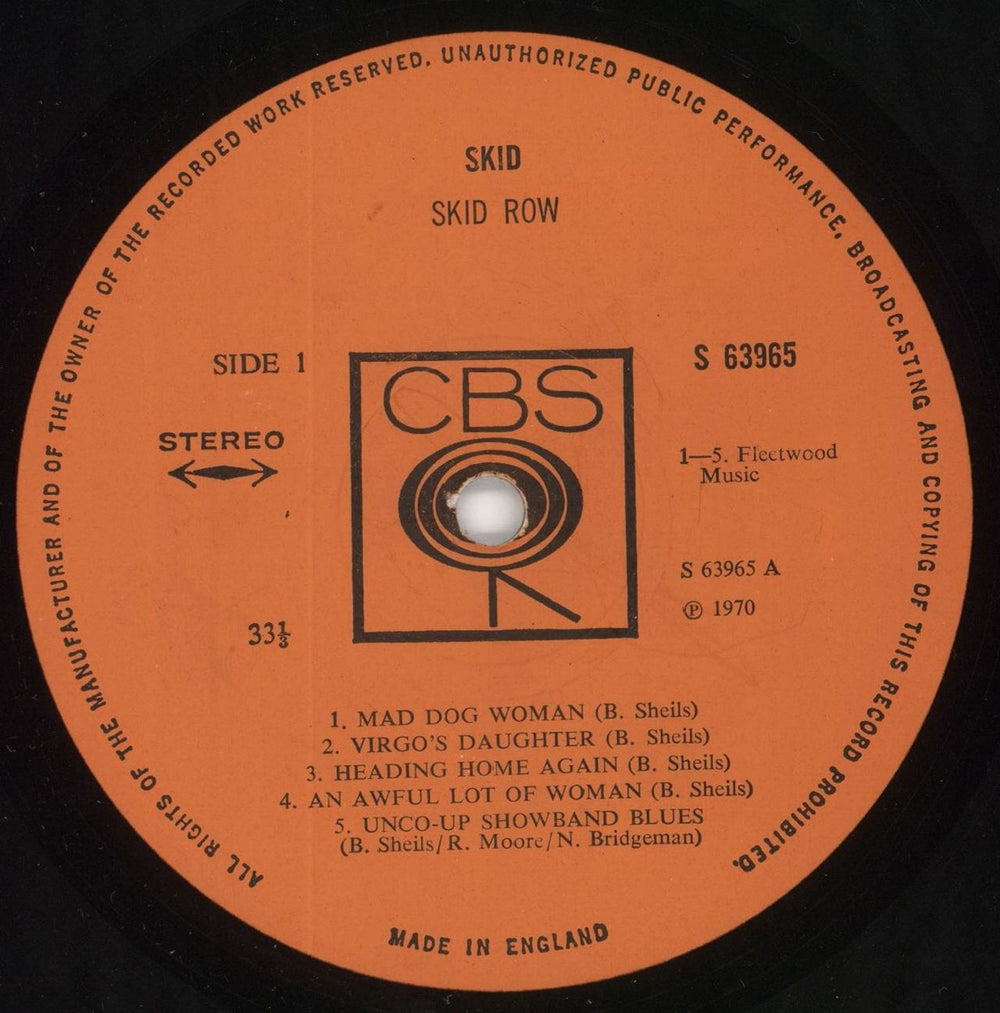 ALL RIGHTS OF THE MANUFACTURER AND OF THE OWNER OF THE RECORDED WORK RESERVED. UNAUTHORIZED PUBLIC PERFORMANCE, BROADCASTING AND COPYING OF THIS RECORD PROHIBITED.
SKID
SKID ROW
SIDE 1
S 63965
CBS
STEREO
1—5. Fleetwood
Music
S 63965 A
℗ 1970
33⅓
1. MAD DOG WOMAN (B. Sheils)
2. VIRGO'S DAUGHTER (B. Sheils)
3. HEADING HOME AGAIN (B. Sheils)
4. AN AWFUL LOT OF WOMAN (B. Sheils)
5. UNCO-UP SHOWBAND BLUES
(B. Sheils/R. Moore/N. Bridgeman)
MADE IN ENGLAND